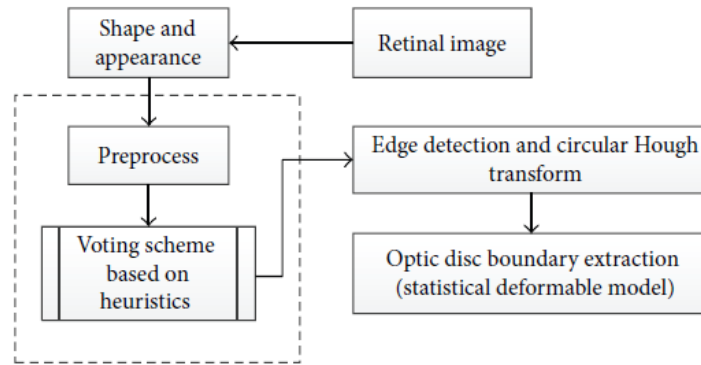 Shape and
appearance
Retinal image
Preprocess
Edge detection and circular Hough
transform
Voting scheme
based on
heuristics
Optic disc boundary extraction
(statistical deformable model)